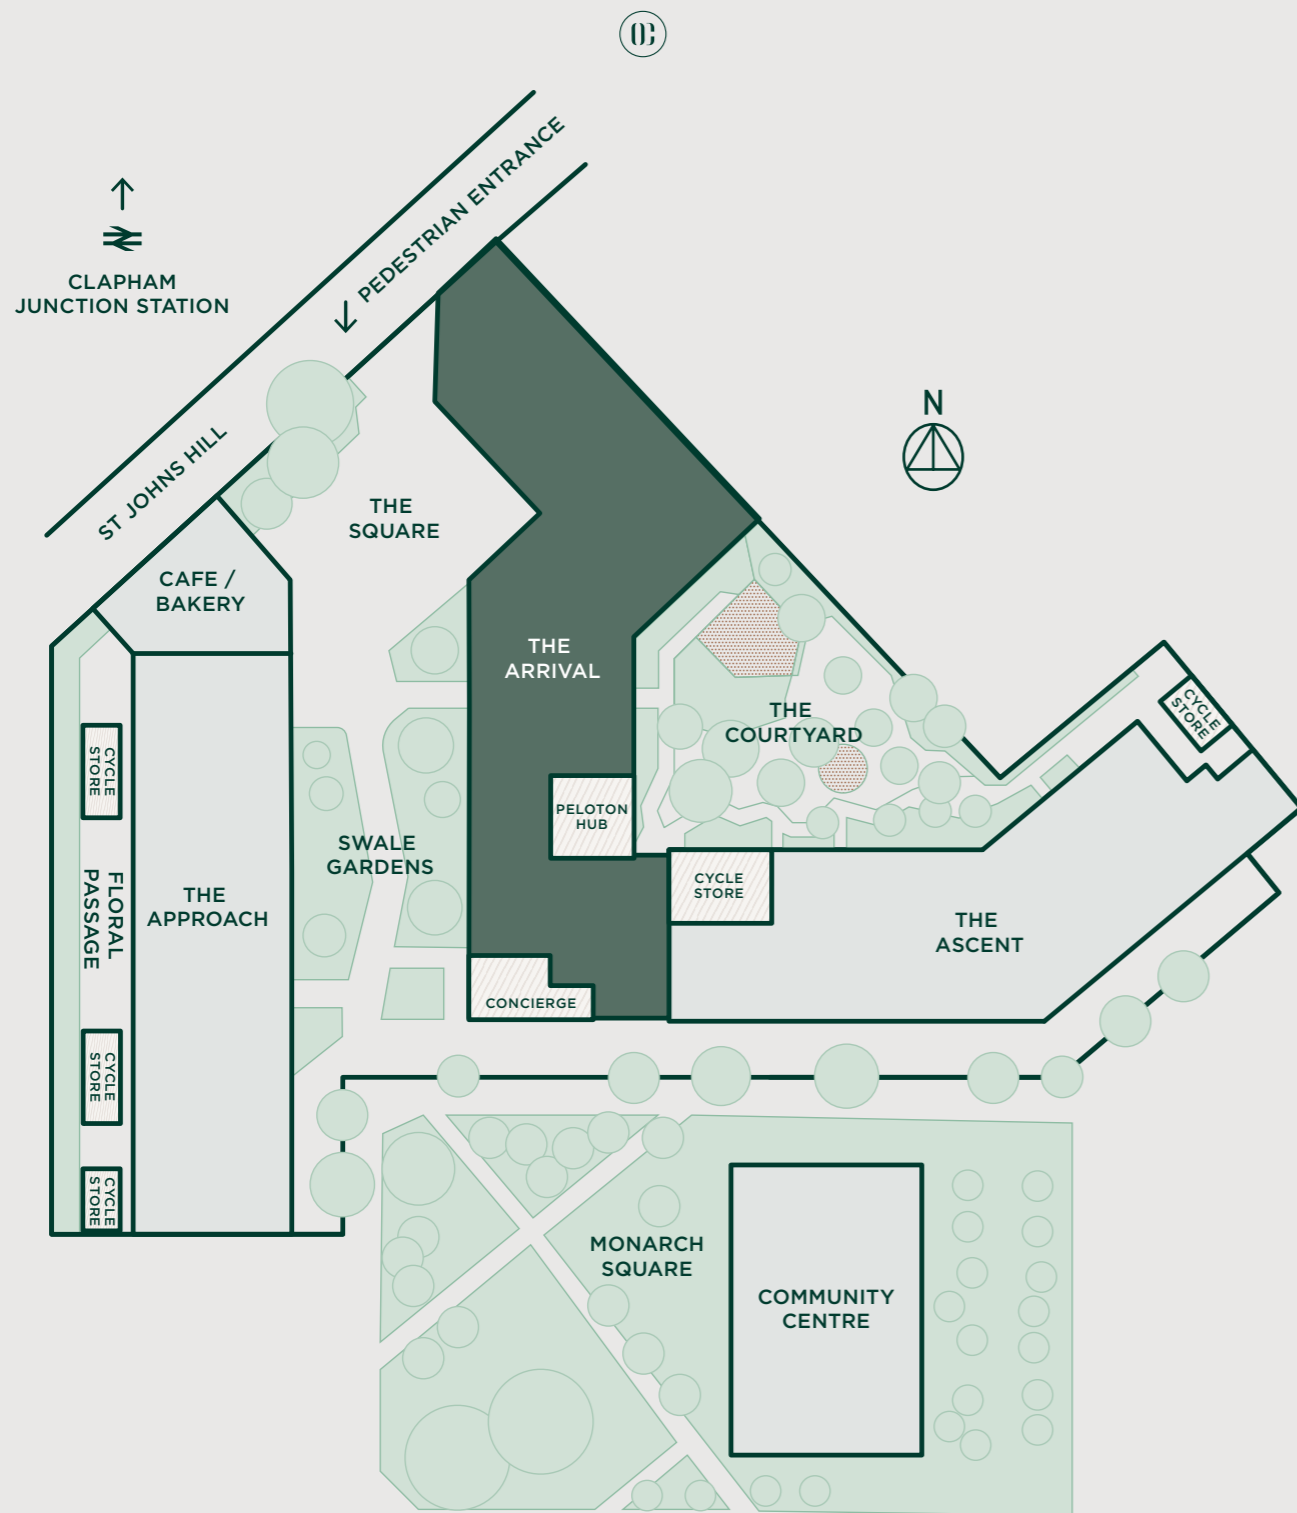 OC
PEDESTRIAN ENTRANCE
CLAPHAM
JUNCTION STATION
N
ST JOHNS HILL
THE
SQUARE
CAFE /
BAKERY
THE
ARRIVAL
THE
COURTYARD
CYCLE
STORE
CYCLE
STORE
PELOTON
HUB
SWALE
GARDENS
CYCLE
STORE
FLORAL
PASSAGE
THE
APPROACH
THE
ASCENT
CONCIERGE
CYCLE
STORE
CYCLE
STORE
MONARCH
SQUARE
COMMUNITY
CENTRE